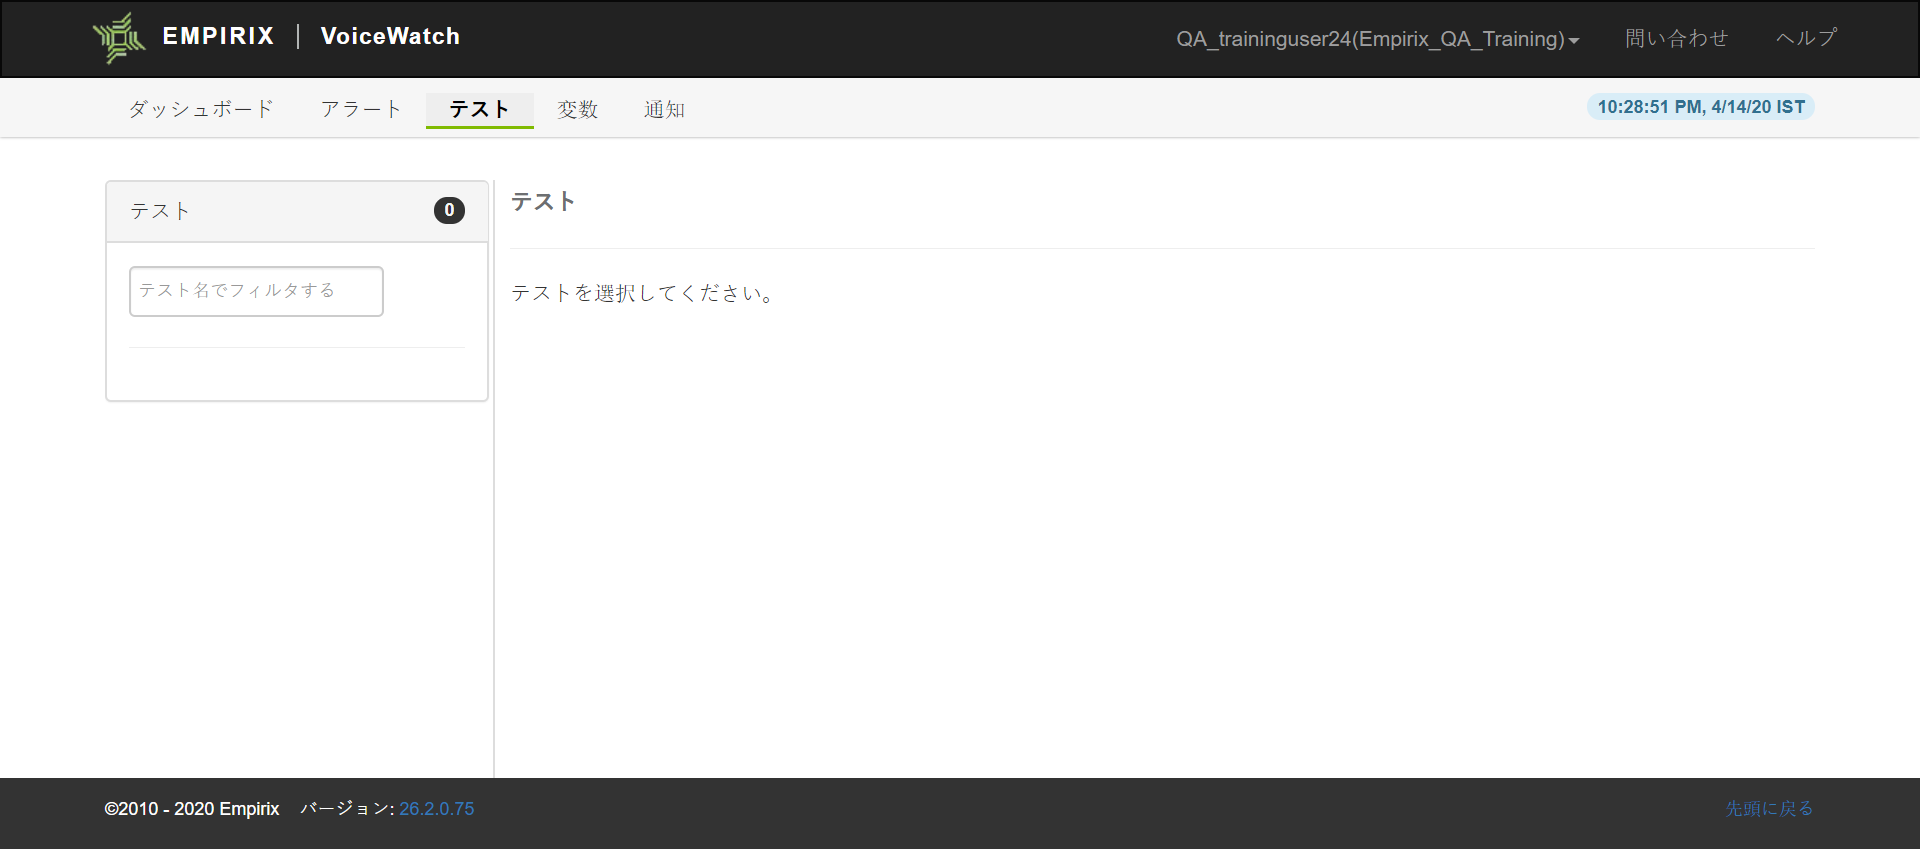 EMPIRIX | VoiceWatch
QA_traininguser24(Empirix_QA_Training)
問い合わせ
ヘルプ
ダッシュボード
アラート
テスト
変数
通知
10:28:51 PM, 4/14/20 IST
テスト
0
テスト名でフィルタする
テスト
テストを選択してください。
©2010 - 2020 Empirix バージョン: 26.2.0.75
先頭に戻る